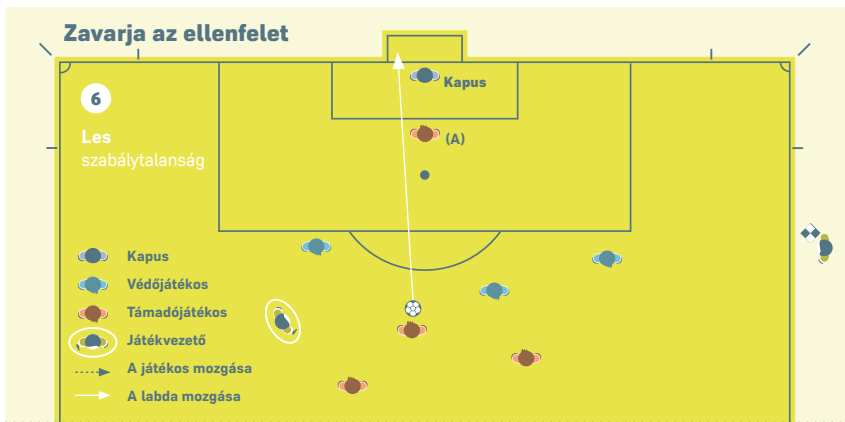 Zavarja az ellenfelet
6
Kapus
Les
(A)
szabálytalanság
Kapus
Védőjátékos
Támadójátékos
Játékvezető
A játékos mozgása
A labda mozgása